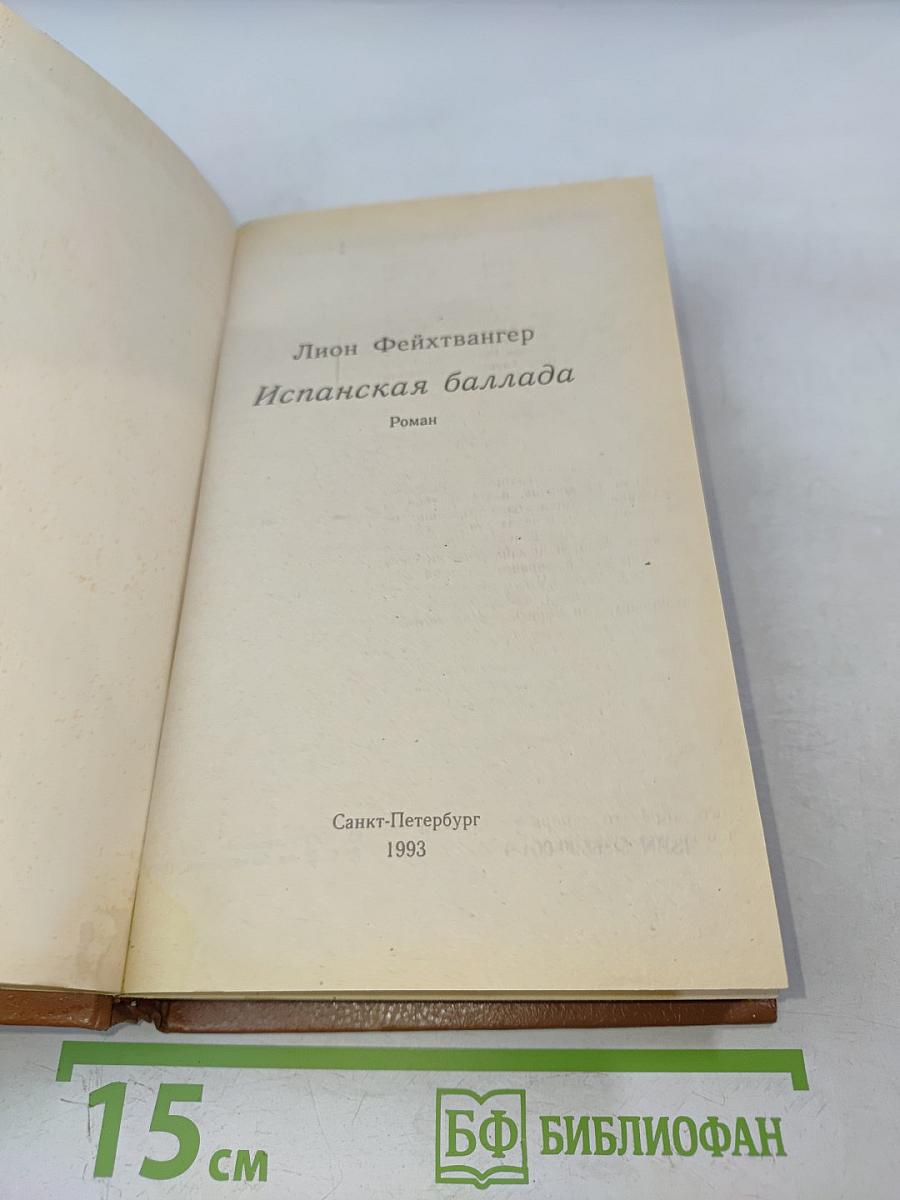 Лион Фейхтвангер
Испанская баллада
Роман
Санкт-Петербург
1993
15 см
БФ БИБЛИОФАН